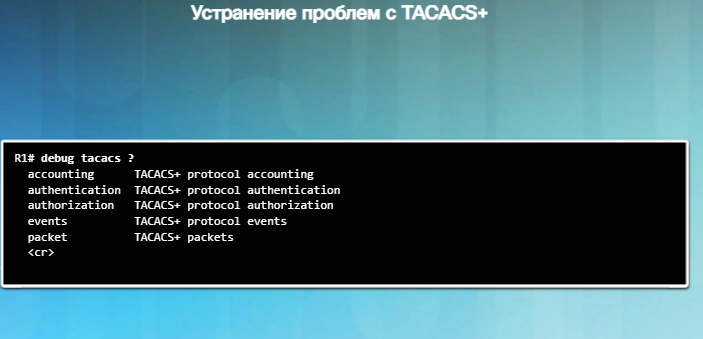 Устранение проблем с TACACS+
R1# debug tacacs ?
accounting TACACS+ protocol accounting
authentication TACACS+ protocol authentication
authorization TACACS+ protocol authorization
events TACACS+ protocol events
packet TACACS+ packets
<cr>